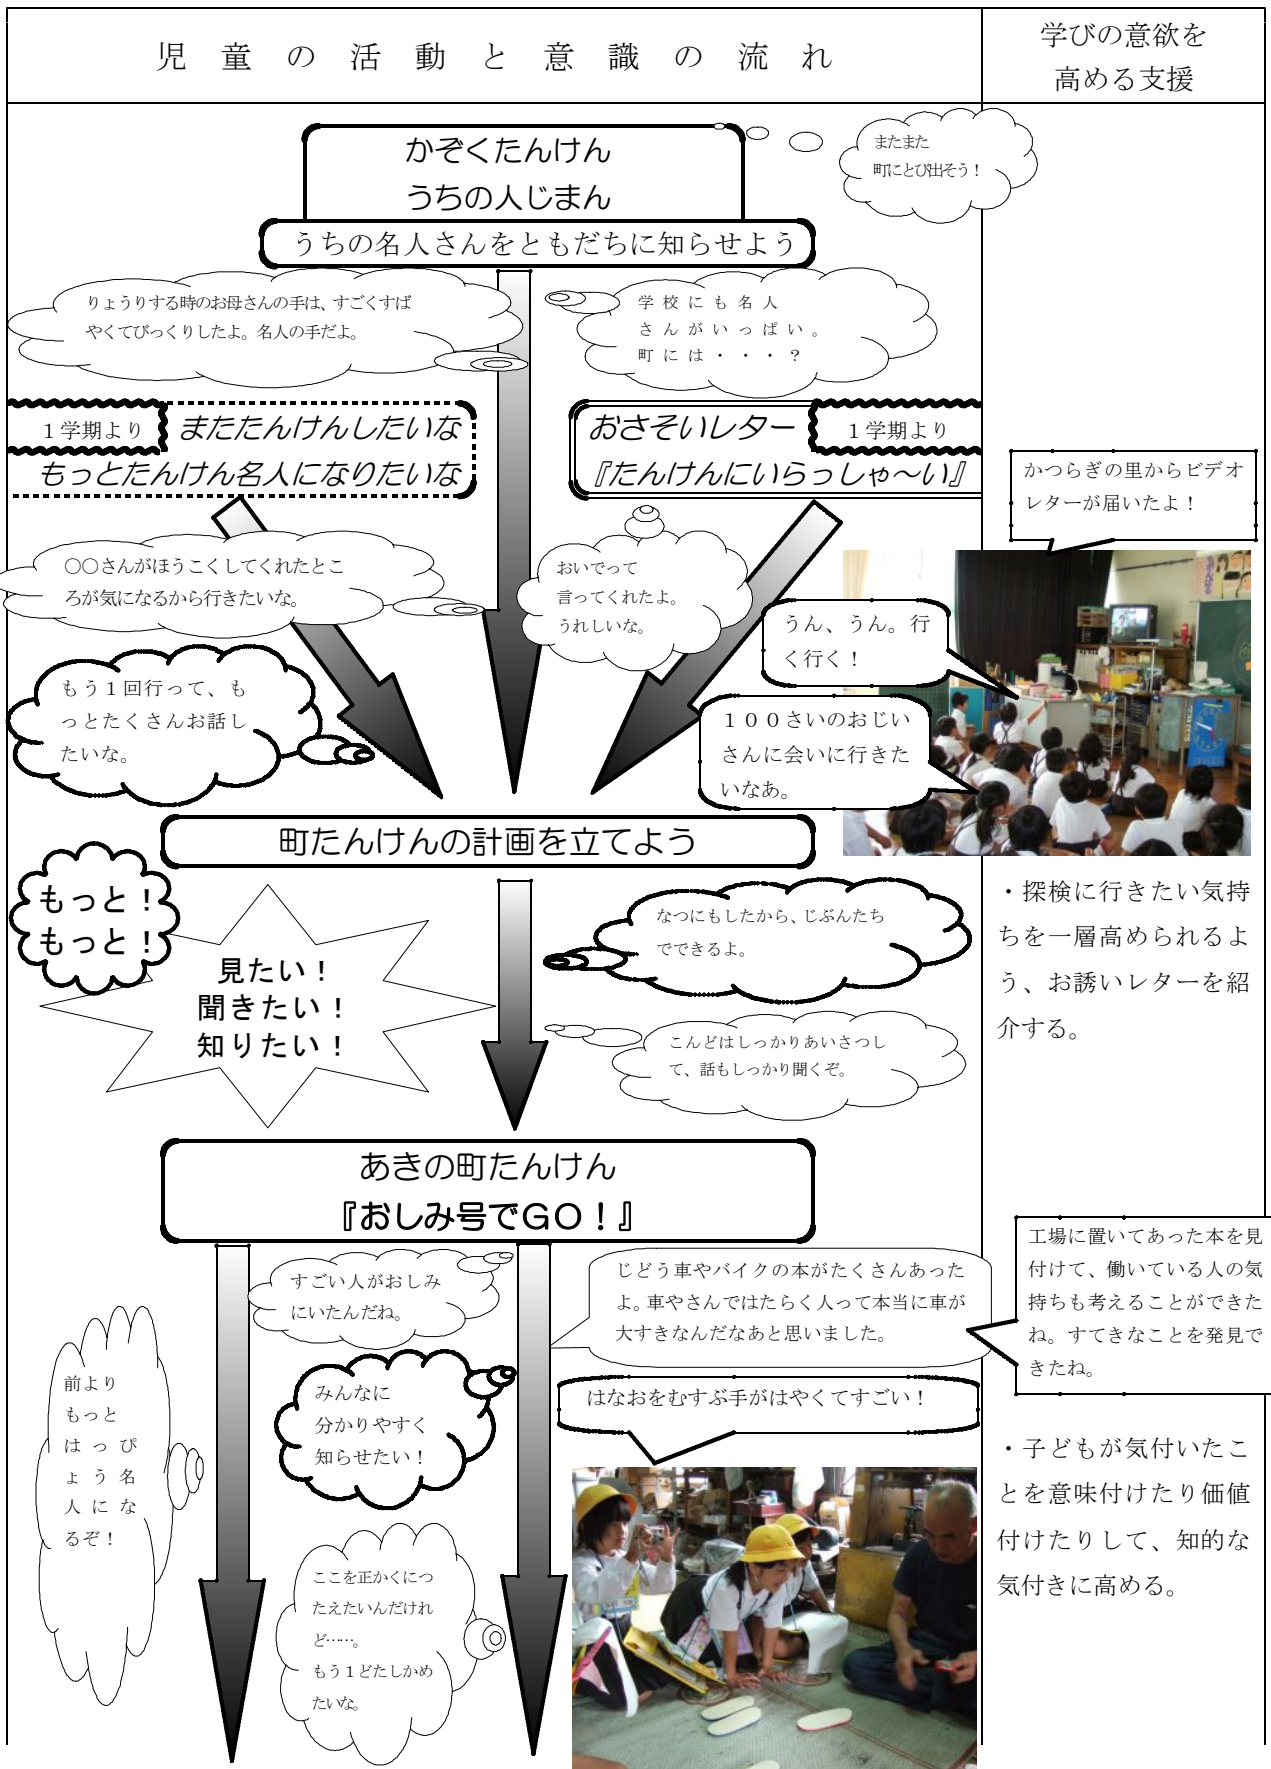 児童の活動と意識の流れ
学びの意欲を
高める支援
かぞくたんけん
うちの人じまん
またまた
町にとび出そう！
うちの名人さんをともだちに知らせよう
りょうりする時のお母さんの手は、すごくすば
やくてびっくりしたよ。名人の手だよ。
学校にも名人
さんがいっぱい。
町には・・・？
１学期より
またたんけんしたいな
もっとたんけん名人になりたいな
おさそいレター
１学期より
『たんけんにいらっしゃ～い』
かつらぎの里からビデオ
レターが届いたよ！
○○さんがほうこくしてくれたとこ
ろが気になるから行きたいな。
おいでって
言ってくれたよ。
うれしいな。
うん、うん。行
く行く！
もう１回行って、も
っとたくさんお話し
たいな。
１００さいのおじい
さんに会いに行きた
いなあ。
町たんけんの計画を立てよう
もっと！
もっと！
見たい！
聞きたい！
知りたい！
なつにもしたから、じぶんたち
でできるよ。
こんどはしっかりあいさつし
て、話もしっかり聞くぞ。
・探検に行きたい気持
ちを一層高められるよ
う、お誘いレターを紹
介する。
あきの町たんけん
『おしみ号でＧＯ！』
すごい人がおしみ
にいたんだね。
じどう車やバイクの本がたくさんあった
よ。車やさんではたらく人って本当に車が
大すきなんだなあと思いました。
工場に置いてあった本を見
付けて、働いている人の気
持ちも考えることができた
ね。すてきなことを発見で
きたね。
前より
もっと
はっぴ
ょう名
人にな
るぞ！
みんなに
分かりやすく
知らせたい！
はなおをむすぶ手がはやくてすごい！
・子どもが気付いたこ
とを意味付けたり価値
付けたりして、知的な
気付きに高める。
ここを正かくにつ
たえたいんだけれ
ど……。
もう１どたしかめ
たいな。